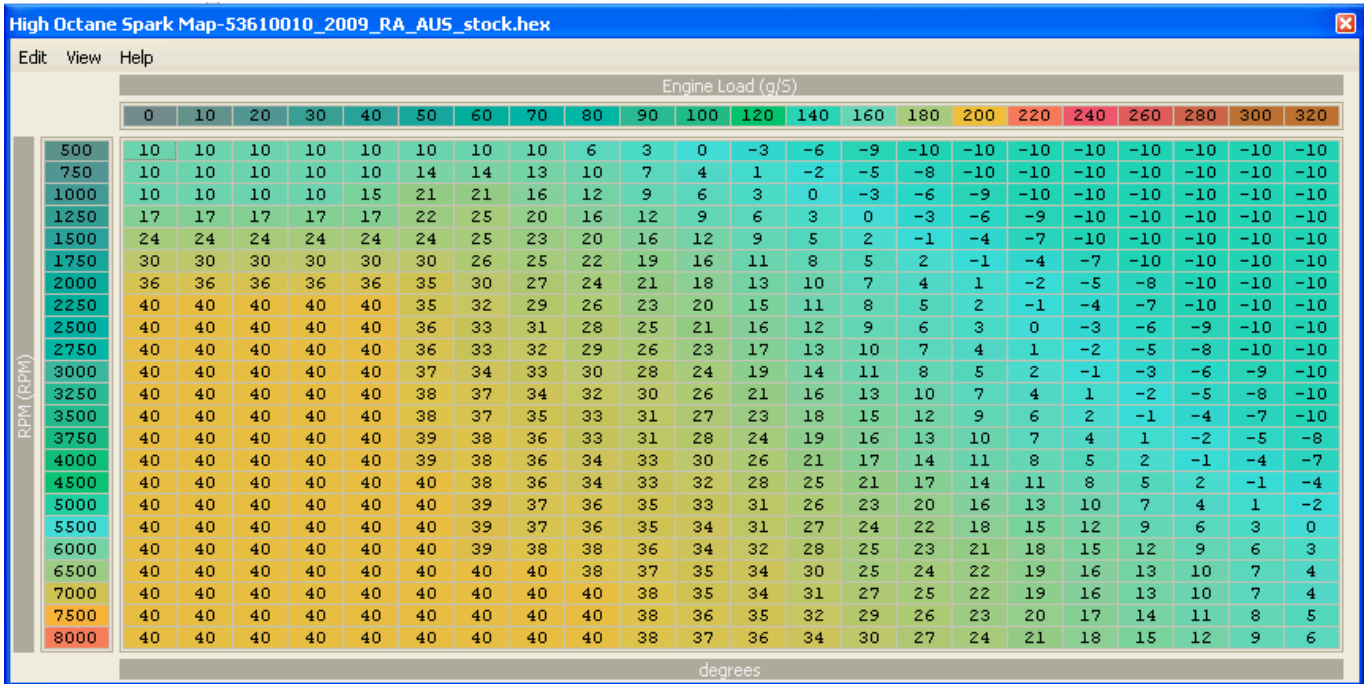 High Octane Spark Map-53610010_2009_RA_AUS_stock.hex
Edit View Help
Engine Load (g/S)
0 10 20 30 40 50 60 70 80 90 100 120 140 160 180 200 220 240 260 280 300 320
RPM (RPM)
500 10 10 10 10 10 10 10 10 6 3 0 -3 -6 -9 -10 -10 -10 -10 -10 -10 -10 -10
750 10 10 10 10 10 14 14 13 10 7 4 1 -2 -5 -8 -10 -10 -10 -10 -10 -10 -10
1000 10 10 10 10 15 21 21 16 12 9 6 3 0 -3 -6 -9 -10 -10 -10 -10 -10 -10
1250 17 17 17 17 17 22 25 20 16 12 9 6 3 0 -3 -6 -9 -10 -10 -10 -10 -10
1500 24 24 24 24 24 24 25 23 20 16 12 9 5 2 -1 -4 -7 -10 -10 -10 -10 -10
1750 30 30 30 30 30 30 26 25 22 19 16 11 8 5 2 -1 -4 -7 -10 -10 -10 -10
2000 36 36 36 36 36 35 30 27 24 21 18 13 10 7 4 1 -2 -5 -8 -10 -10 -10
2250 40 40 40 40 40 35 32 29 26 23 20 15 11 8 5 2 -1 -4 -7 -10 -10 -10
2500 40 40 40 40 40 36 33 31 28 25 21 16 12 9 6 3 0 -3 -6 -9 -10 -10
2750 40 40 40 40 40 36 33 32 29 26 23 17 13 10 7 4 1 -2 -5 -8 -10 -10
3000 40 40 40 40 40 37 34 33 30 28 24 19 14 11 8 5 2 -1 -3 -6 -9 -10
3250 40 40 40 40 40 38 37 34 32 30 26 21 16 13 10 7 4 1 -2 -5 -8 -10
3500 40 40 40 40 40 38 37 35 33 31 27 23 18 15 12 9 6 2 -1 -4 -7 -10
3750 40 40 40 40 40 39 38 36 33 31 28 24 19 16 13 10 7 4 1 -2 -5 -8
4000 40 40 40 40 40 39 38 36 34 33 30 26 21 17 14 11 8 5 2 -1 -4 -7
4500 40 40 40 40 40 40 38 36 34 33 32 28 25 21 17 14 11 8 5 2 -1 -4
5000 40 40 40 40 40 40 39 37 36 35 33 31 26 23 20 16 13 10 7 4 1 -2
5500 40 40 40 40 40 40 39 37 36 35 34 31 27 24 22 18 15 12 9 6 3 0
6000 40 40 40 40 40 40 39 38 38 36 34 32 28 25 23 21 18 15 12 9 6 3
6500 40 40 40 40 40 40 40 40 38 37 35 34 30 25 24 22 19 16 13 10 7 4
7000 40 40 40 40 40 40 40 40 40 38 35 34 31 27 25 22 19 16 13 10 7 4
7500 40 40 40 40 40 40 40 40 40 38 36 35 32 29 26 23 20 17 14 11 8 5
8000 40 40 40 40 40 40 40 40 40 38 37 36 34 30 27 24 21 18 15 12 9 6
degrees